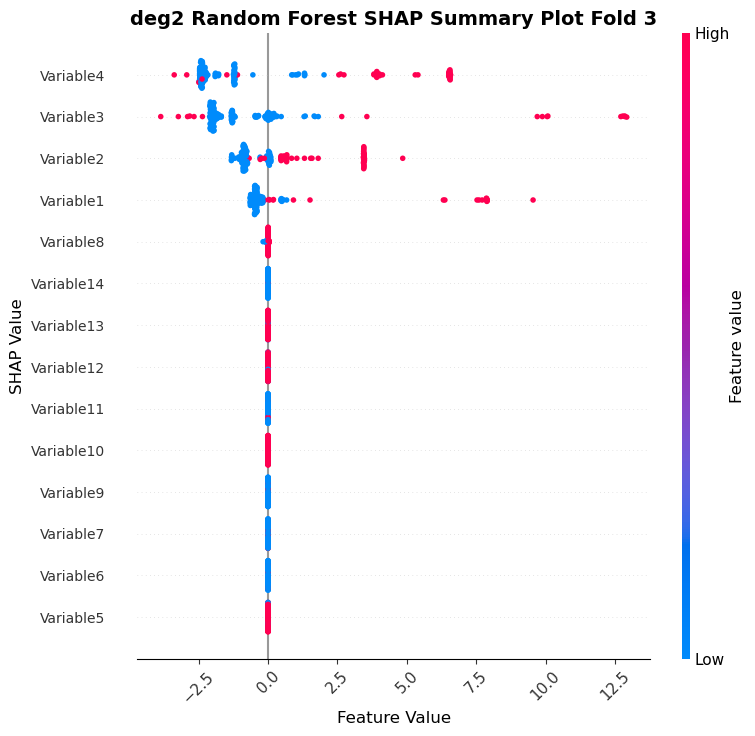 deg2 Random Forest SHAP Summary Plot Fold 3
High
Variable4
Variable3
Variable2
Variable1
Variable8
Variable14
Variable13
Variable12
Variable11
Variable10
Variable9
Variable7
Variable6
Variable5
SHAP Value
Feature value
Low
−2.5
0.0
2.5
5.0
7.5
10.0
12.5
Feature Value